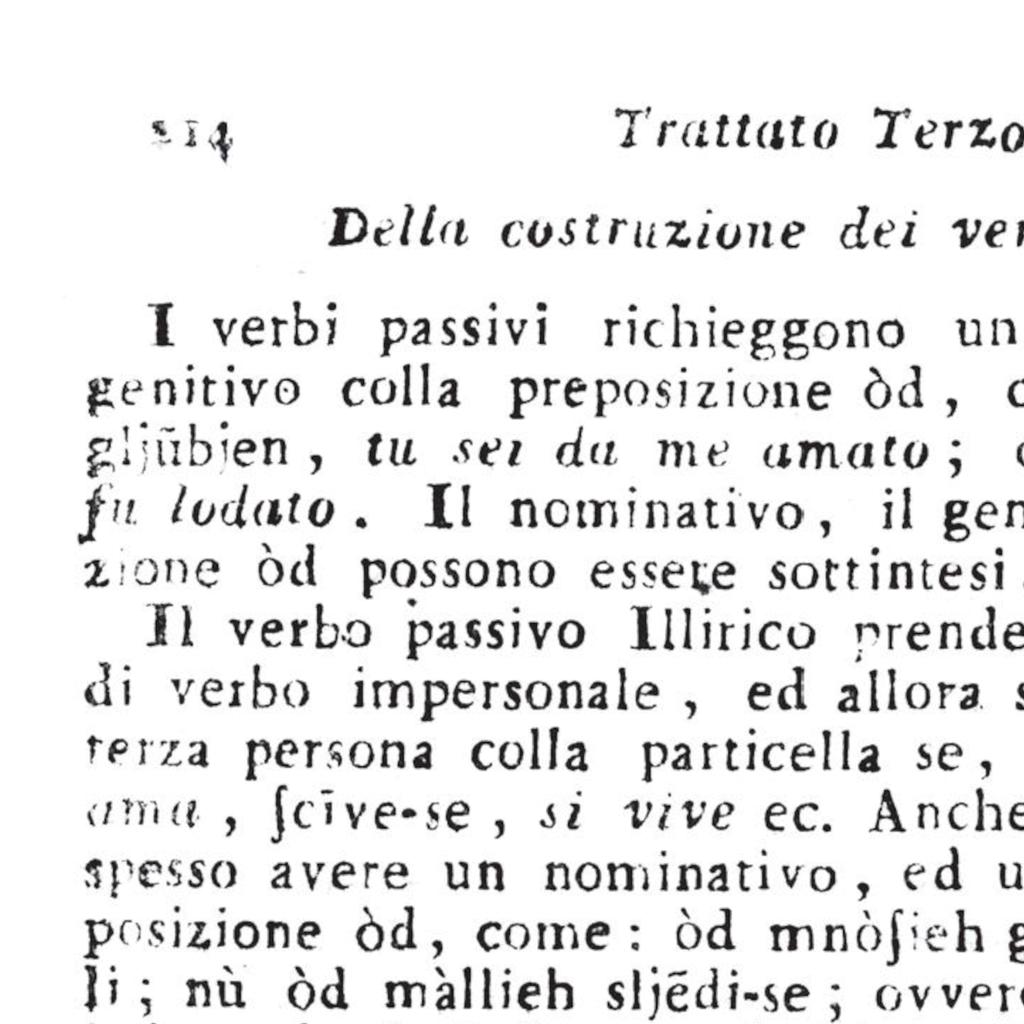 214 Trattato Terzo
Della costruzione dei ver
I verbi passivi richieggono un
genitivo colla preposizione òd, c
gljūbjen, tu sei da me amato; o
fu lodato. Il nominativo, il gen
zione òd possono essere sottintesi
Il verbo passivo Illirico prende
di verbo impersonale, ed allora s
terza persona colla particella se,
ama, ſcīve-se, si vive ec. Anche
spesso avere un nominativo, ed u
posizione òd, come: òd mnòſieh g
li; nù òd màllieh sljēdi-se; ovvero